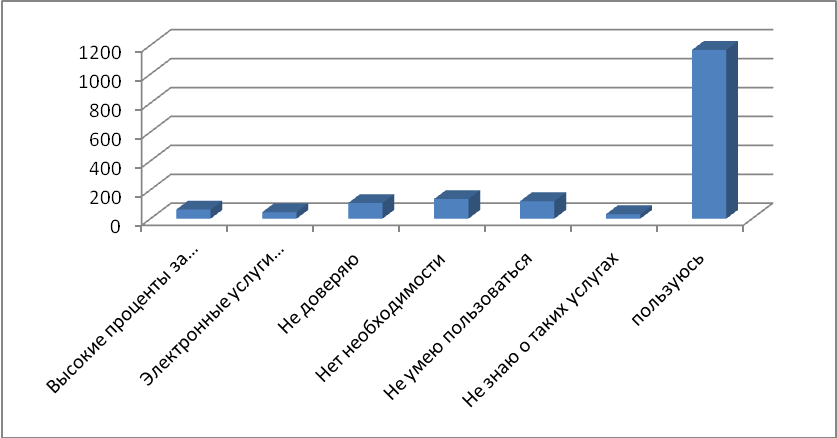 1200
1000
800
600
400
200
0
Высокие проценты за...
Электронные услуги...
Не доверяю
Нет необходимости
Не умею пользоваться
Не знаю о таких услугах
пользуюсь